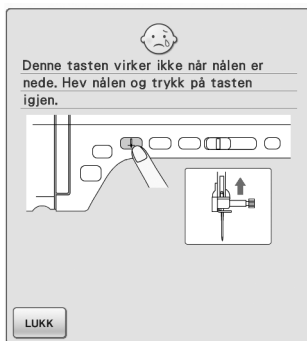 Denne tasten virker ikke når nålen er
nede. Hev nålen og trykk på tasten
igjen.
LUKK